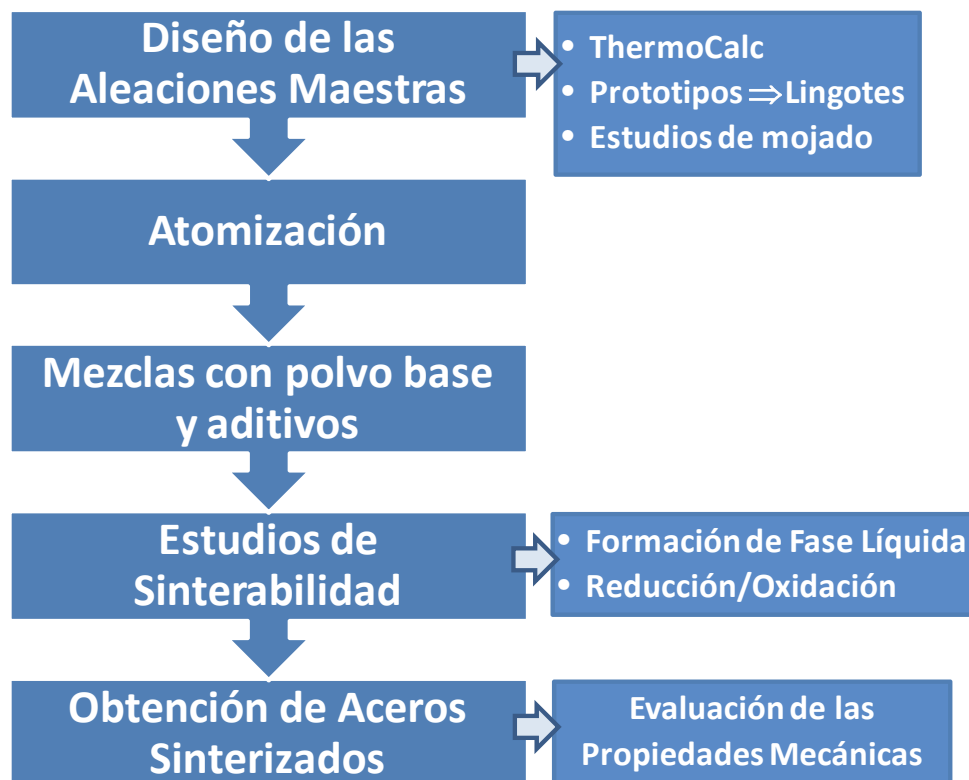 Diseño de las
Aleaciones Maestras
• ThermoCalc
• Prototipos ⇒Lingotes
• Estudios de mojado
Atomización
Mezclas con polvo base
y aditivos
Estudios de
Sinterabilidad
• Formación de Fase Líquida
• Reducción/Oxidación
Obtención de Aceros
Sinterizados
Evaluación de las
Propiedades Mecánicas